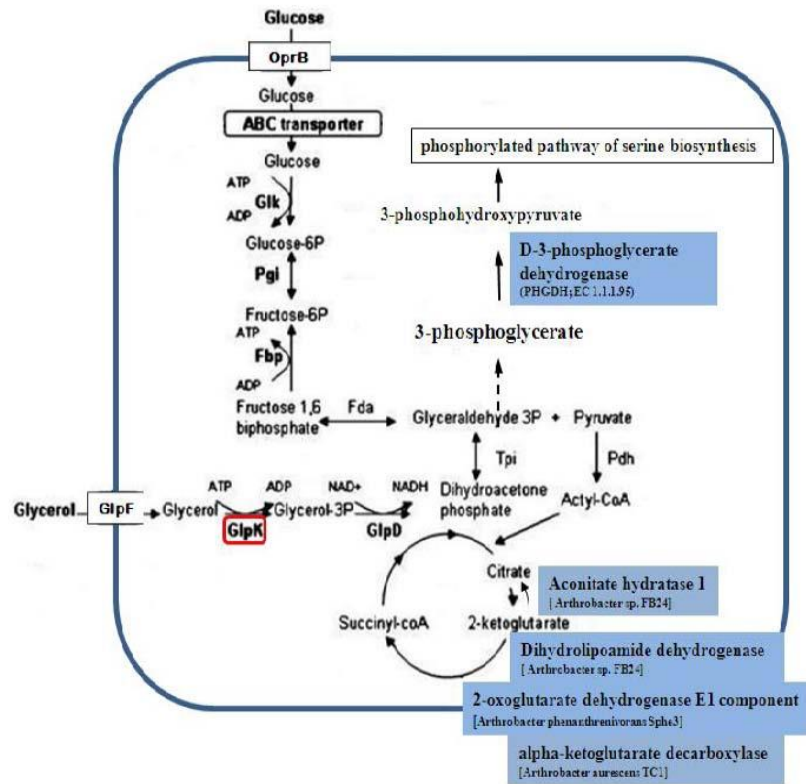 Glucose
OprB
Glucose
ABC transporter
Glucose
ATP
Glk
ADP
Glucose-6P
Pgi
Fructose-6P
ATP
Fbp
ADP
Fructose 1,6
biphosphate
Fda
phosphorylated pathway of serine biosynthesis
3-phosphohydroxypyruvate
D-3-phosphoglycerate
dehydrogenase
(PHGDH; EC 1.1.1.95)
3-phosphoglycerate
Glyceraldehyde 3P + Pyruvate
Tpi
Pdh
Dihydroacetone
phosphate
Actyl-CoA
Glycerol
GlpF
Glycerol
ATP
ADP
GlpK
Glycerol-3P
NAD+
NADH
GlpD
Citrate
Succinyl-coA
2-ketoglutarate
Aconitate hydratase 1
[ Arthrobacter sp. FB24]
Dihydrolipoamide dehydrogenase
[ Arthrobacter sp. FB24]
2-oxoglutarate dehydrogenase E1 component
[Arthrobacter phenanthrenivorans Sphe3]
alpha-ketoglutarate decarboxylase
[Arthrobacter aurescens TC1]